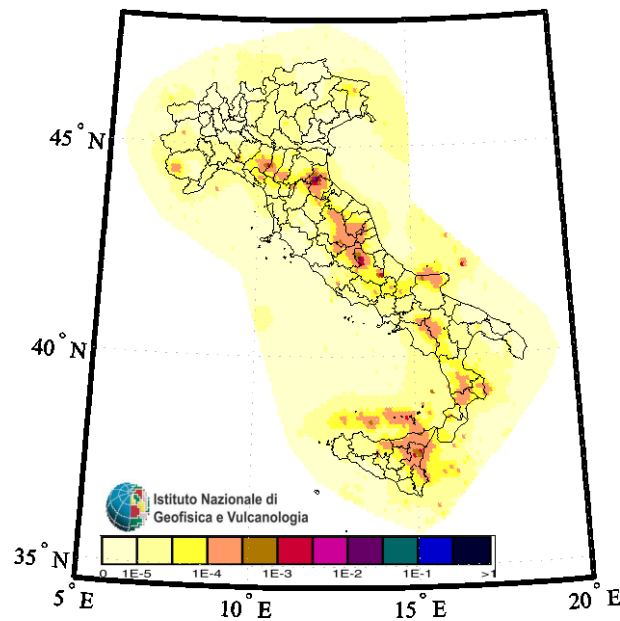 45° N
40° N
35° N
Istituto Nazionale di
Geofisica e Vulcanologia
0 1E-5 1E-4 1E-3 1E-2 1E-1 >1
5° E 10° E 15° E 20° E